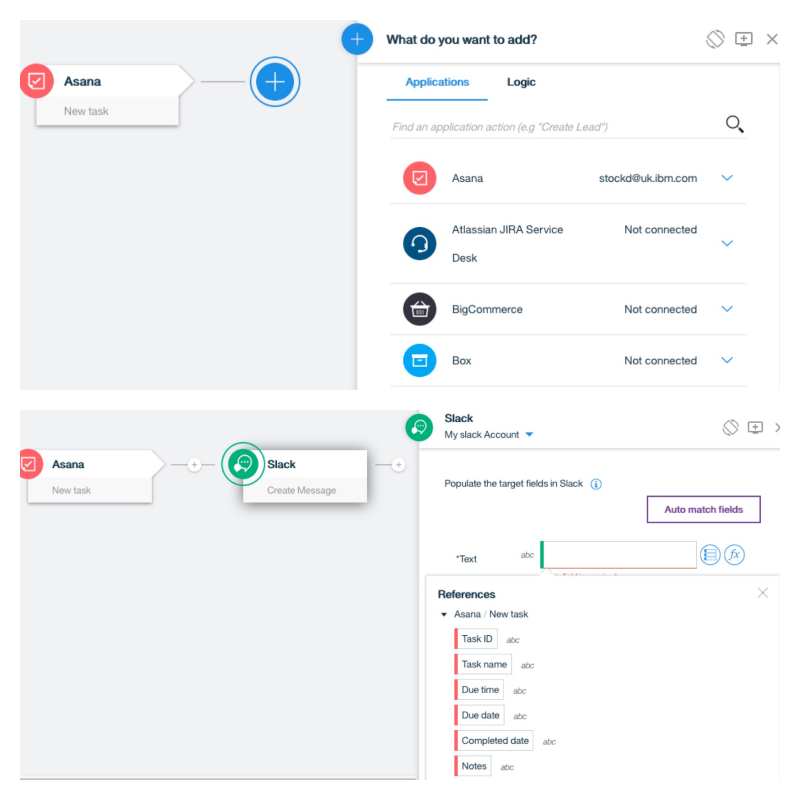 What do you want to add?
Asana
New task
Applications Logic
Find an application action (e.g "Create Lead")
Asana stockd@uk.ibm.com
Atlassian JIRA Service Not connected
Desk
BigCommerce Not connected
Box Not connected
Slack
My slack Account
Asana
New task
Slack
Create Message
Populate the target fields in Slack
Auto match fields
*Text abc fx
References
Asana / New task
Task ID abc
Task name abc
Due time abc
Due date abc
Completed date abc
Notes abc